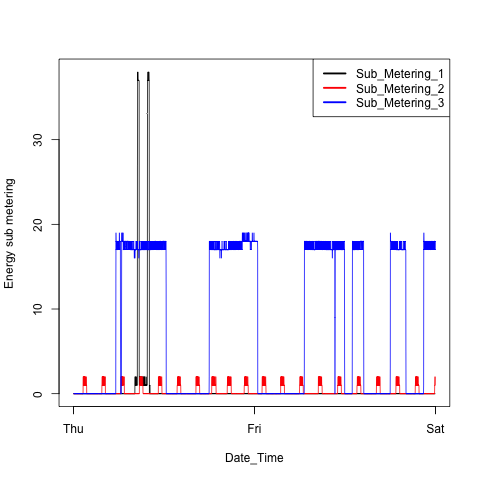 Sub_Metering_1
Sub_Metering_2
Sub_Metering_3
Energy sub metering
30
20
10
0
Thu
Fri
Sat
Date_Time